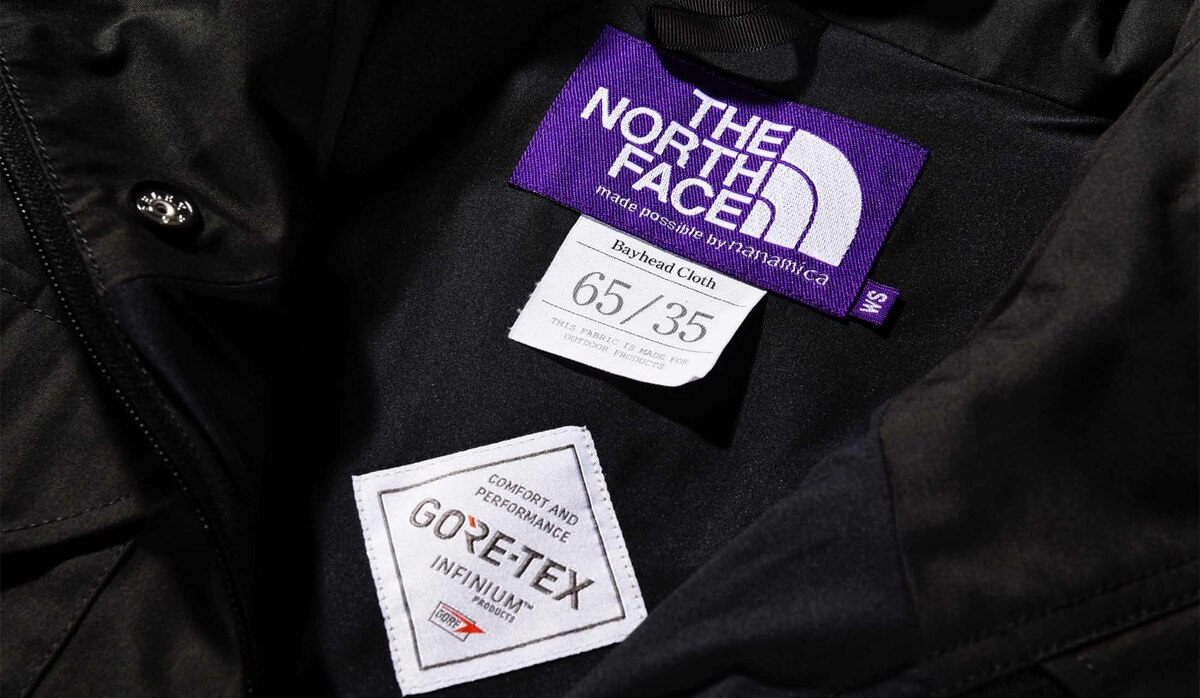 THE
NORTH
FACE
made possible by nanamica
WS
Bayhead Cloth
65/35
THIS FABRIC IS MADE FOR
OUTDOOR PRODUCTS
COMFORT AND
PERFORMANCE
GORE-TEX
INFINIUM™
PRODUCTS
GORE